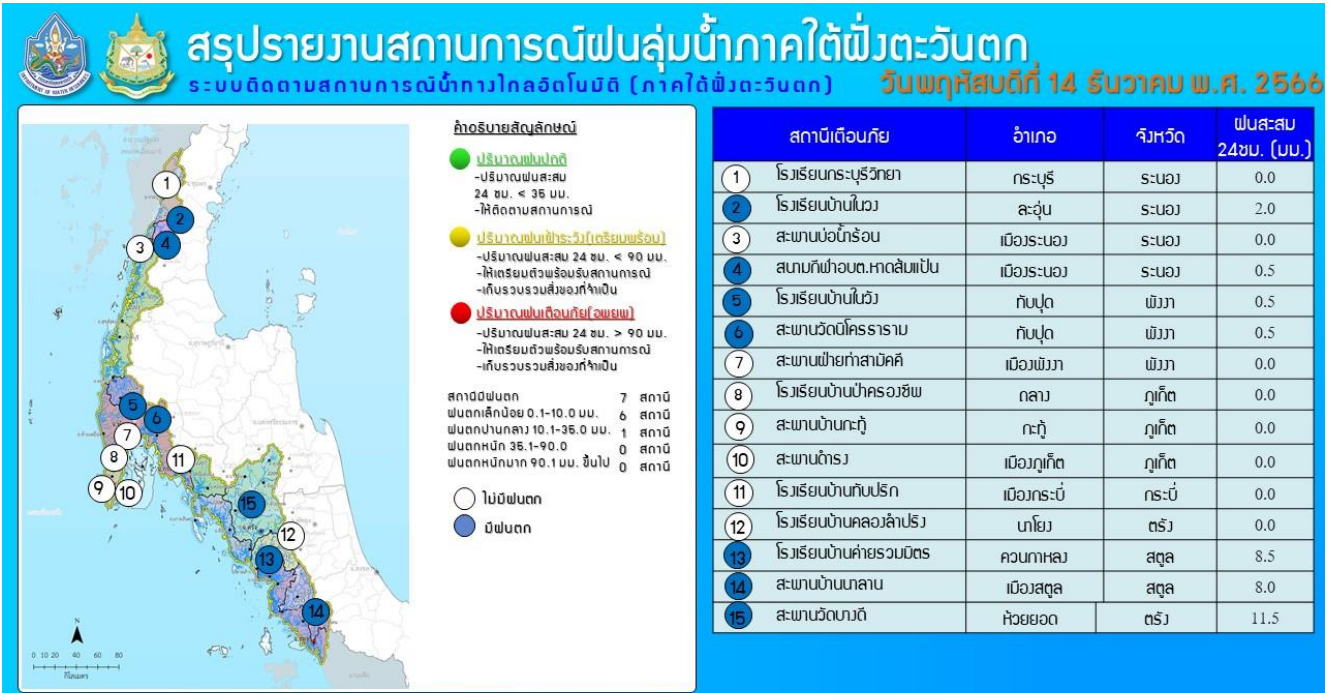 สรุปรายงานสถานการณ์ฝนลุ่มน้ำภาคใต้ฝั่งตะวันตก
ระบบติดตามสถานการณ์น้ำทางไกลอัตโนมัติ (ภาคใต้ฝั่งตะวันตก)
วันพฤหัสบดีที่ 14 ธันวาคม พ.ศ. 2566
คำอธิบายสัญลักษณ์
ปริมาณฝนปกติ
-ปริมาณฝนสะสม
24 ชม. < 35 มม.
-ให้ติดตามสถานการณ์
ปริมาณฝนเฝ้าระวัง(เตรียมพร้อม)
-ปริมาณฝนสะสม 24 ชม. < 90 มม.
-ให้เตรียมตัวพร้อมรับสถานการณ์
-เก็บรวบรวมสิ่งของที่จำเป็น
ปริมาณฝนเตือนภัย(อพยพ)
-ปริมาณฝนสะสม 24 ชม. > 90 มม.
-ให้เตรียมตัวพร้อมรับสถานการณ์
-เก็บรวบรวมสิ่งของที่จำเป็น
สถานีมีฝนตก 7 สถานี
ฝนตกเล็กน้อย 0.1-10.0 มม. 6 สถานี
ฝนตกปานกลาง 10.1-35.0 มม. 1 สถานี
ฝนตกหนัก 35.1-90.0 0 สถานี
ฝนตกหนักมาก 90.1 มม. ขึ้นไป 0 สถานี
ไม่มีฝนตก
มีฝนตก
1
2
3
4
5
6
7
8
9
10
11
15
12
13
14
N
0 10 20 40 60 80
กิโลเมตร
สถานีเตือนภัย อำเภอ จังหวัด ฝนสะสม 24ชม. (มม.)
1 โรงเรียนกระบุรีวิทยา กระบุรี ระนอง 0.0
2 โรงเรียนบ้านในวง ละอุ่น ระนอง 2.0
3 สะพานบ่อน้ำร้อน เมืองระนอง ระนอง 0.0
4 สนามกีฬาอบต.หาดส้มแป้น เมืองระนอง ระนอง 0.5
5 โรงเรียนบ้านในวัง ทับปุด พังงา 0.5
6 สะพานวัดนิโครธาราม ทับปุด พังงา 0.5
7 สะพานฝ่ายท่าสามัคคี เมืองพังงา พังงา 0.0
8 โรงเรียนบ้านป่าครองชีพ ถลาง ภูเก็ต 0.0
9 สะพานบ้านกะทู้ กะทู้ ภูเก็ต 0.0
10 สะพานดำรง เมืองภูเก็ต ภูเก็ต 0.0
11 โรงเรียนบ้านทับปริก เมืองกระบี่ กระบี่ 0.0
12 โรงเรียนบ้านคลองลำปริง นาโยง ตรัง 0.0
13 โรงเรียนบ้านค่ายรวมมิตร ควนกาหลง สตูล 8.5
14 สะพานบ้านนาลาน เมืองสตูล สตูล 8.0
15 สะพานวัดบางดี ห้วยยอด ตรัง 11.5